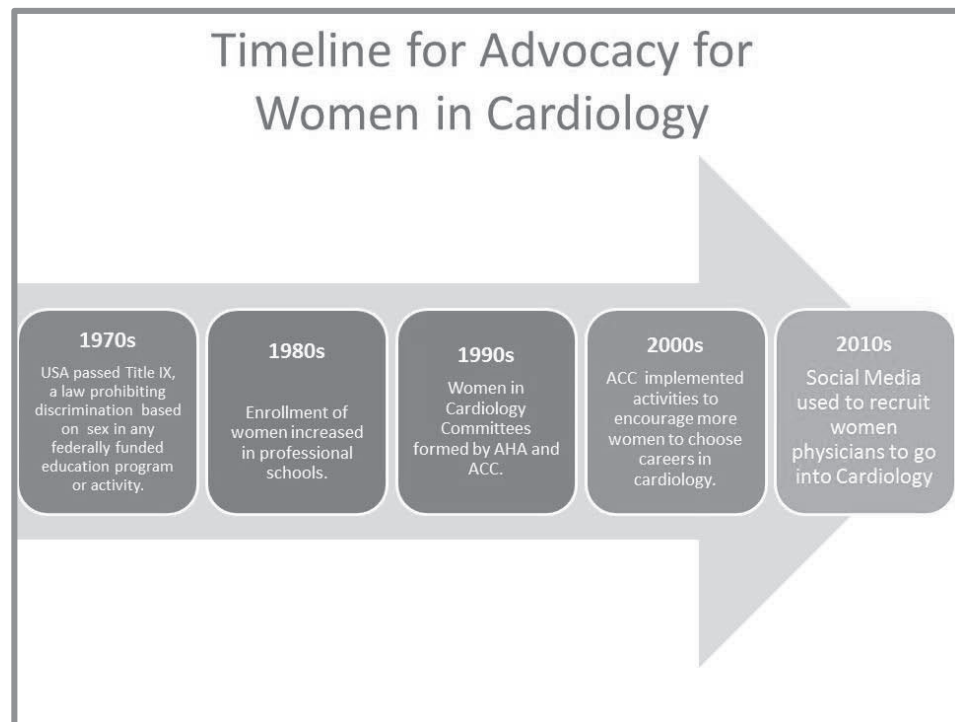 Timeline for Advocacy for
Women in Cardiology
1970s
USA passed Title IX,
a law prohibiting
discrimination based
on sex in any
federally funded
education program
or activity.
1980s
Enrollment of
women increased
in professional
schools.
1990s
Women in
Cardiology
Committees
formed by AHA and
ACC.
2000s
ACC implemented
activities to
encourage more
women to choose
careers in
cardiology.
2010s
Social Media
used to recruit
women
physicians to go
into Cardiology